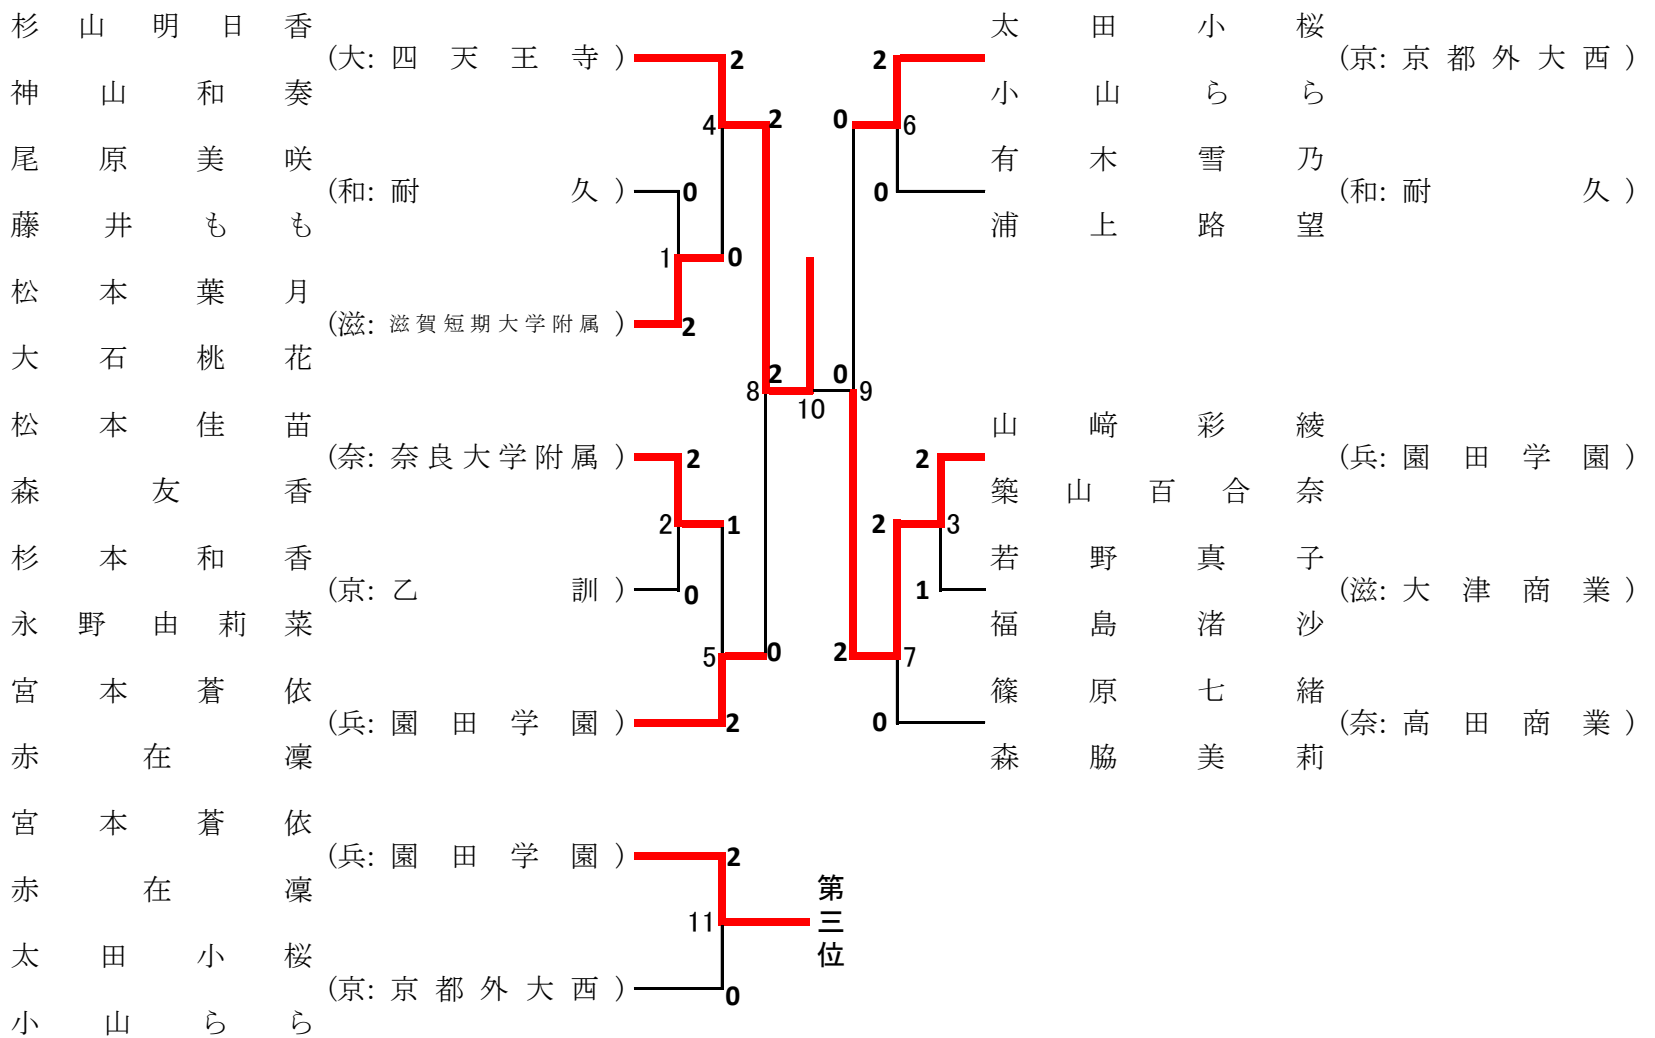 杉山明日香
(大:四天王寺)
神山和奏
2
4
2
尾原美咲
(和:耐久)
藤井もも
0
1
0
松本葉月
(滋:滋賀短期大学附属)
大石桃花
2
8
2
10
松本佳苗
(奈:奈良大学附属)
森友香
2
2
1
杉本和香
(京:乙訓)
永野由莉菜
0
5
0
宮本蒼依
(兵:園田学園)
赤在凜
2
太田小桜
(京:京都外大西)
小山らら
2
0
6
有木雪乃
(和:耐久)
浦上路望
0
0
9
山﨑彩綾
(兵:園田学園)
築山百合奈
2
2
3
若野真子
(滋:大津商業)
福島渚沙
1
2
7
篠原七緒
(奈:高田商業)
森脇美莉
0
宮本蒼依
(兵:園田学園)
赤在凜
2
11
第三位
太田小桜
(京:京都外大西)
小山らら
0